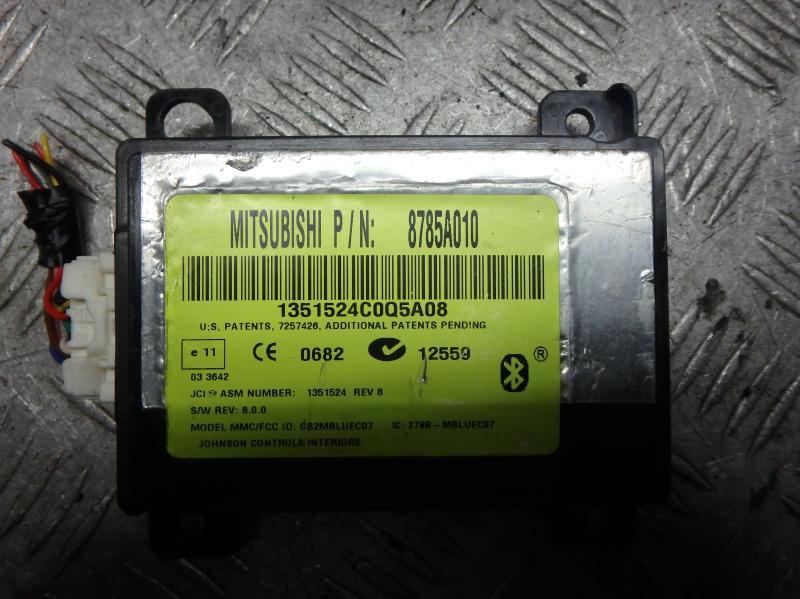 MITSUBISHI P/N: 8785A010
1351524C0Q5A08
U.S. PATENTS, 7257426, ADDITIONAL PATENTS PENDING
e 11 CE 0682 12559 ®
03 3642
JCI ASM NUMBER: 1351524 REV 8
S/W REV: 8.0.0
MODEL MMC/FCC ID: CB2MBLUEC07 IC: 279B-MBLUEC07
JOHNSON CONTROLS INTERIORS